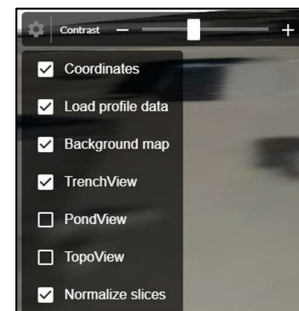 Contrast
Coordinates
Load profile data
Background map
TrenchView
PondView
TopoView
Normalize slices